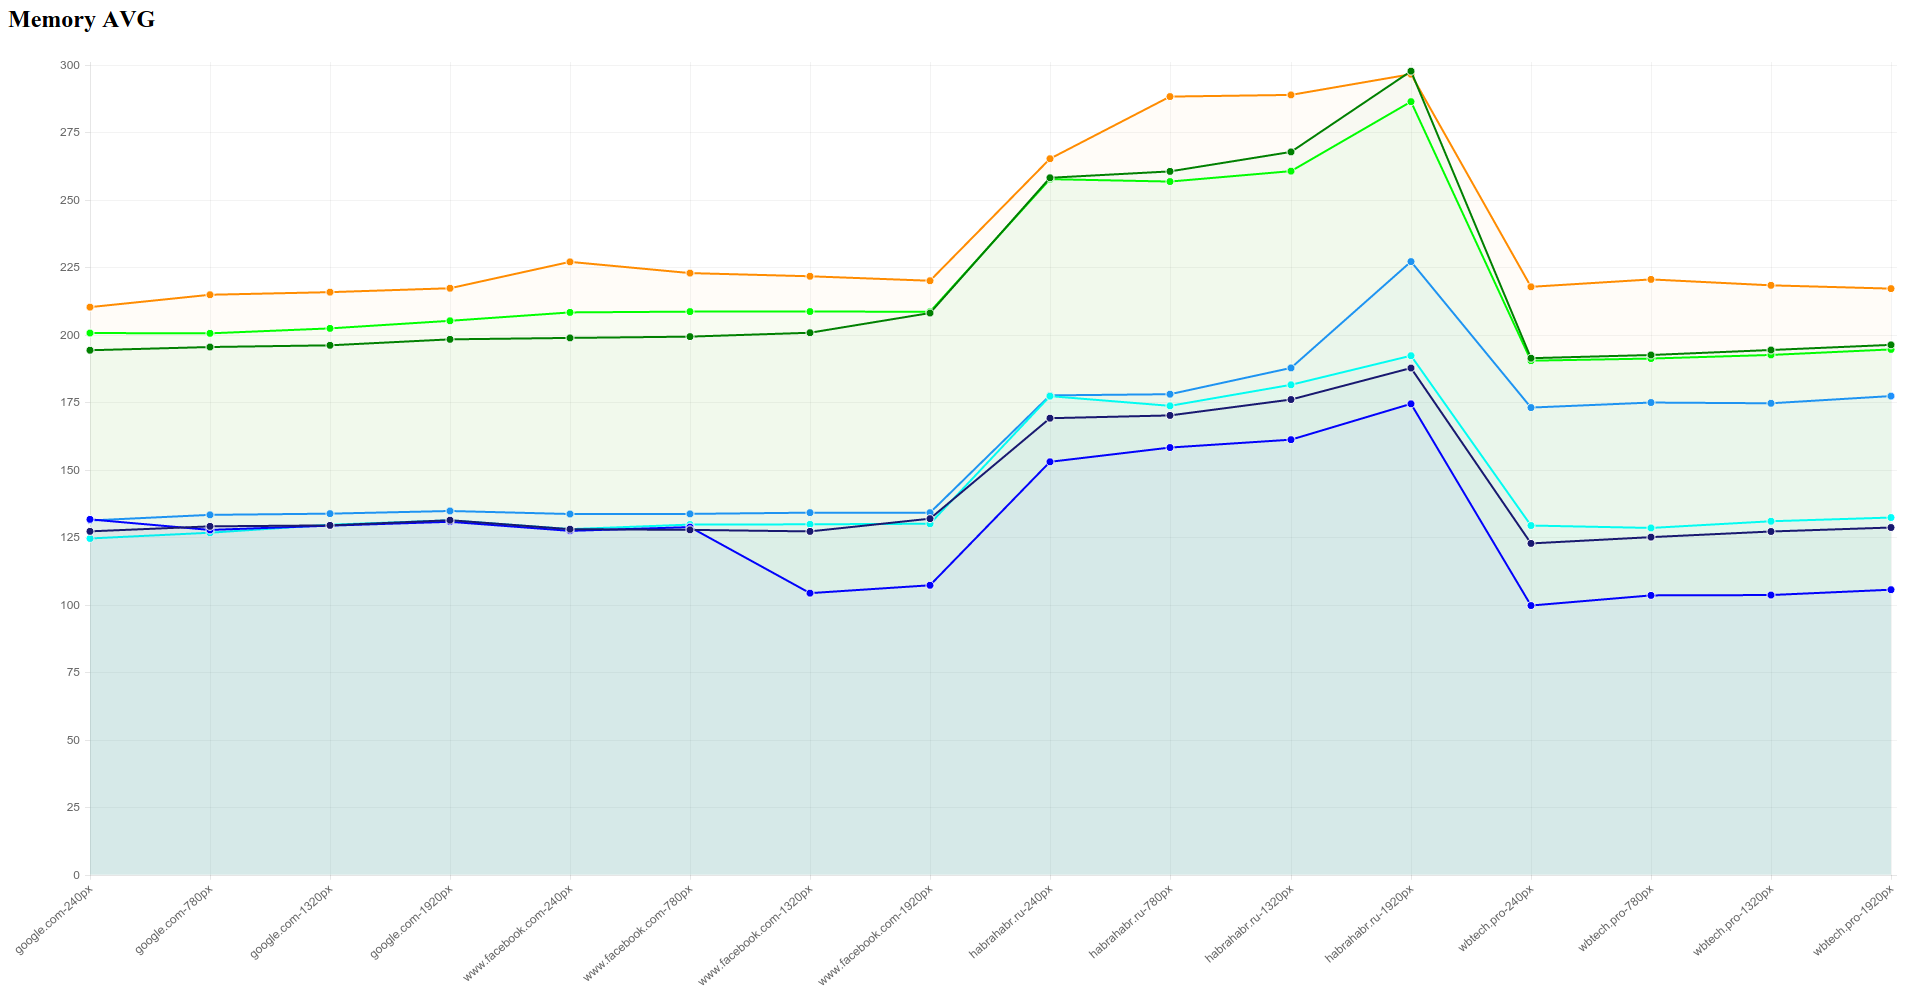 Memory AVG
300
275
250
225
200
175
150
125
100
75
50
25
0
google.com-240px
google.com-780px
google.com-1320px
google.com-1920px
www.facebook.com-240px
www.facebook.com-780px
www.facebook.com-1320px
www.facebook.com-1920px
habrahabr.ru-240px
habrahabr.ru-780px
habrahabr.ru-1320px
habrahabr.ru-1920px
wbtech.pro-240px
wbtech.pro-780px
wbtech.pro-1320px
wbtech.pro-1920px